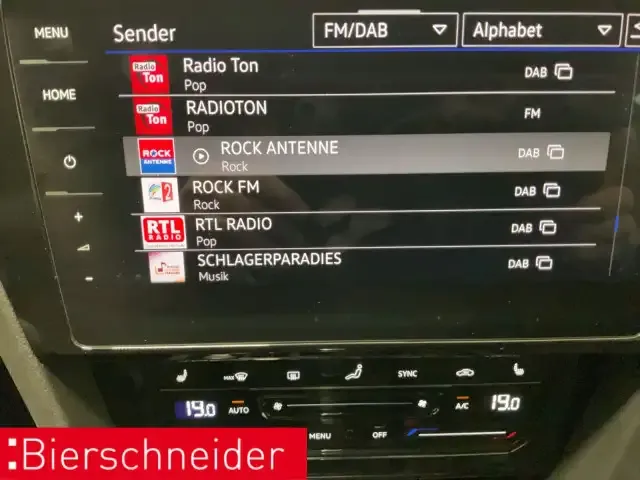 MENU
Sender
FM/DAB
Alphabet
HOME
Radio Ton
Radio Ton
Pop
DAB
Radio Ton
RADIOTON
Pop
FM
ROCK ANTENNE
ROCK ANTENNE
Rock
DAB
2
ROCK FM
Rock
DAB
+
-
RTL RADIO
RTL RADIO
Pop
DAB
SCHLAGERPARADIES
Musik
DAB
MAX
SYNC
19.0
AUTO
A/C
19.0
MENU
OFF
:Bierschneider